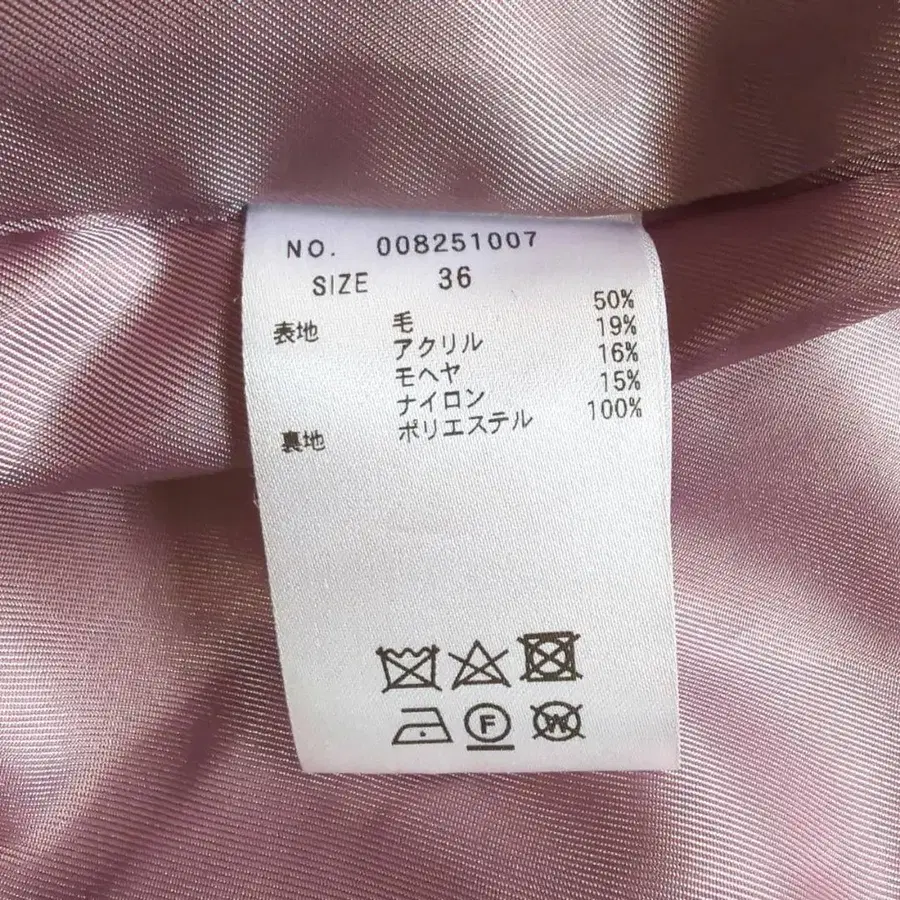 NO. 008251007
SIZE 36
表地 毛 50%
アクリル 19%
モヘヤ 16%
ナイロン 15%
裏地 ポリエステル 100%
F
W